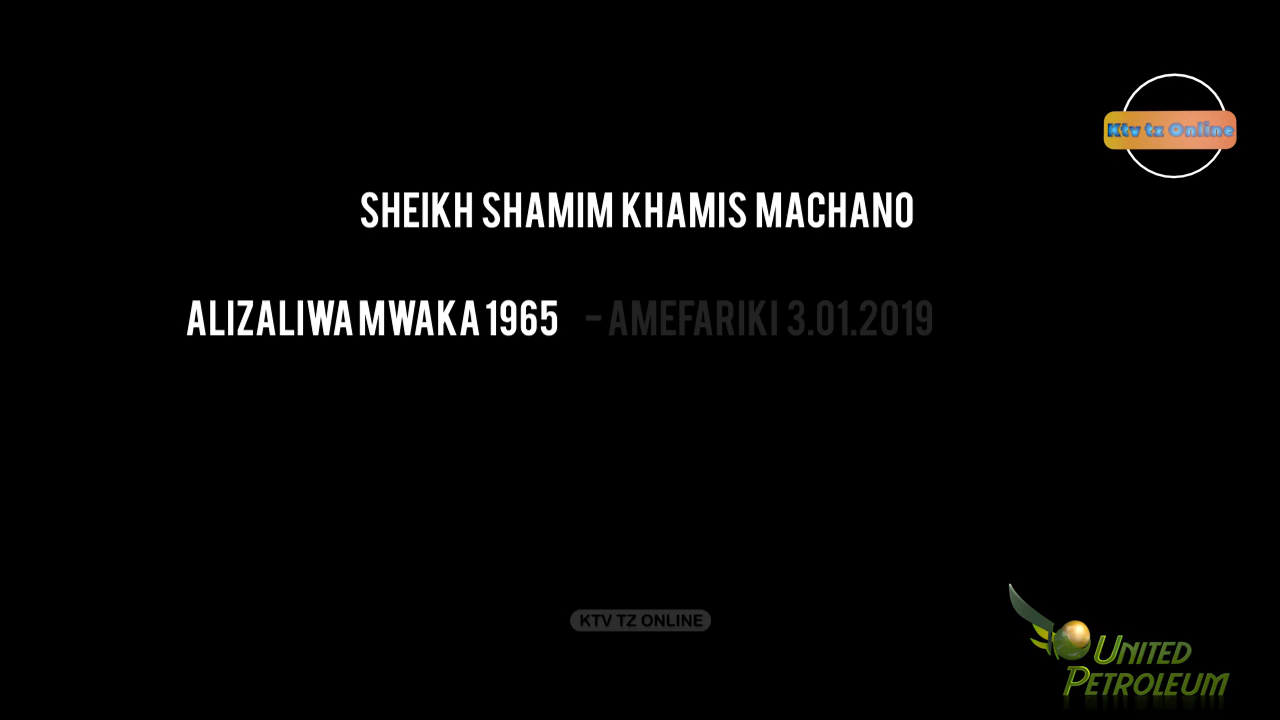 Ktv tz Online
SHEIKH SHAMIM KHAMIS MACHANO
ALIZALIWA MWAKA 1965 - AMEFARIKI 3.01.2019
KTV TZ ONLINE
UNITED
PETROLEUM